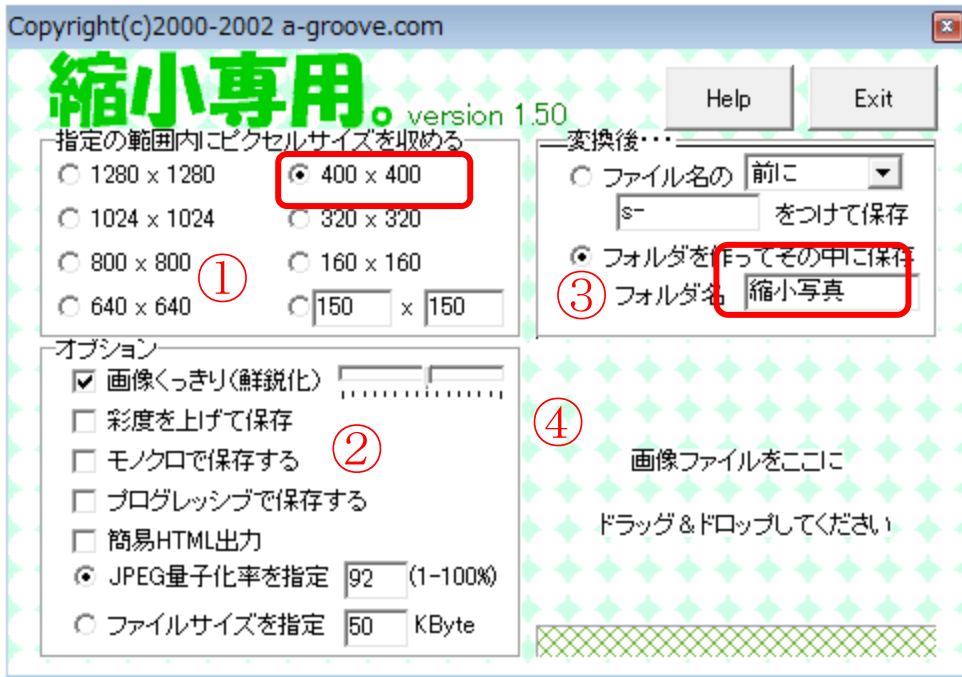 Copyright(c)2000-2002 a-groove.com
縮小専用。version 1.50
Help
Exit
指定の範囲内にピクセルサイズを収める
1280 x 1280
400 x 400
1024 x 1024
320 x 320
800 x 800
160 x 160
640 x 640
150 x 150
①
変換後・・・
ファイル名の 前に
s- をつけて保存
フォルダを作ってその中に保存
フォルダ名 縮小写真
③
オプション
画像くっきり(鮮鋭化)
彩度を上げて保存
モノクロで保存する
プログレッシブで保存する
簡易HTML出力
JPEG量子化率を指定 92 (1-100%)
ファイルサイズを指定 50 KByte
②
④
画像ファイルをここに
ドラッグ&ドロップしてください